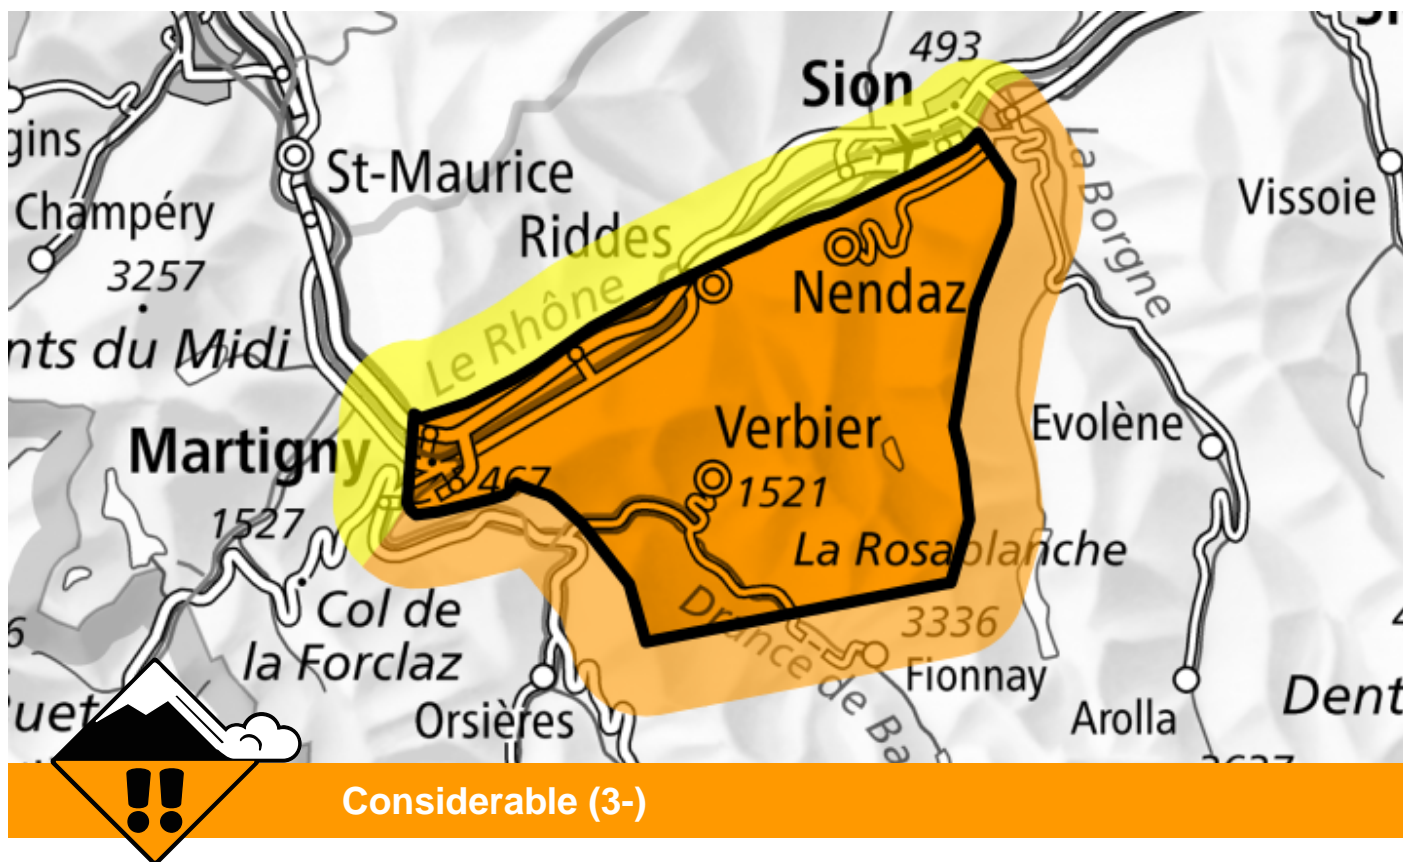 493
Sion
gins
St-Maurice
La Borgne
Vissoie
Champéry
Riddes
3257
Nendaz
Le Rhône
nts du Midi
Verbier
Evolène
Martigny
467
1521
1527
La Rosablanche
Col de
la Forclaz
Drance de Ba
3336
Fionnay
uet
Orsières
Arolla
Dent
Considerable (3-)